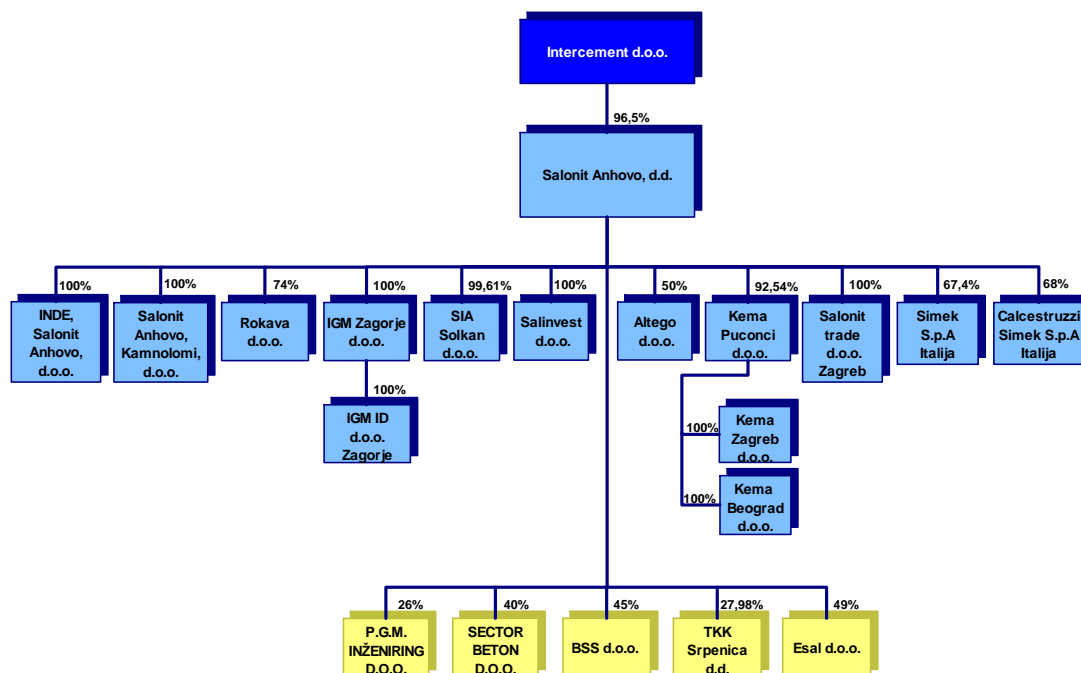 Intercement d.o.o.
96,5%
Salonit Anhovo, d.d.
100%
100%
74%
100%
99,61%
100%
50%
92,54%
100%
67,4%
68%
INDE,
Salonit
Anhovo,
d.o.o.
Salonit
Anhovo,
Kamnolomi,
d.o.o.
Rokava
d.o.o.
IGM Zagorje
d.o.o.
SIA
Solkan
d.o.o.
Salinvest
d.o.o.
Altego
d.o.o.
Kema
Puconci
d.o.o.
Salonit
trade
d.o.o.
Zagreb
Simek
S.p.A
Italija
Calcestruzzi
Simek S.p.A
Italija
100%
IGM ID
d.o.o.
Zagorje
100%
Kema
Zagreb
d.o.o.
100%
Kema
Beograd
d.o.o.
26%
40%
45%
27,98%
49%
P.G.M.
INŽENIRING
D.O.O.
SECTOR
BETON
D.O.O.
BSS d.o.o.
TKK
Srpenica
d.d.
Esal d.o.o.